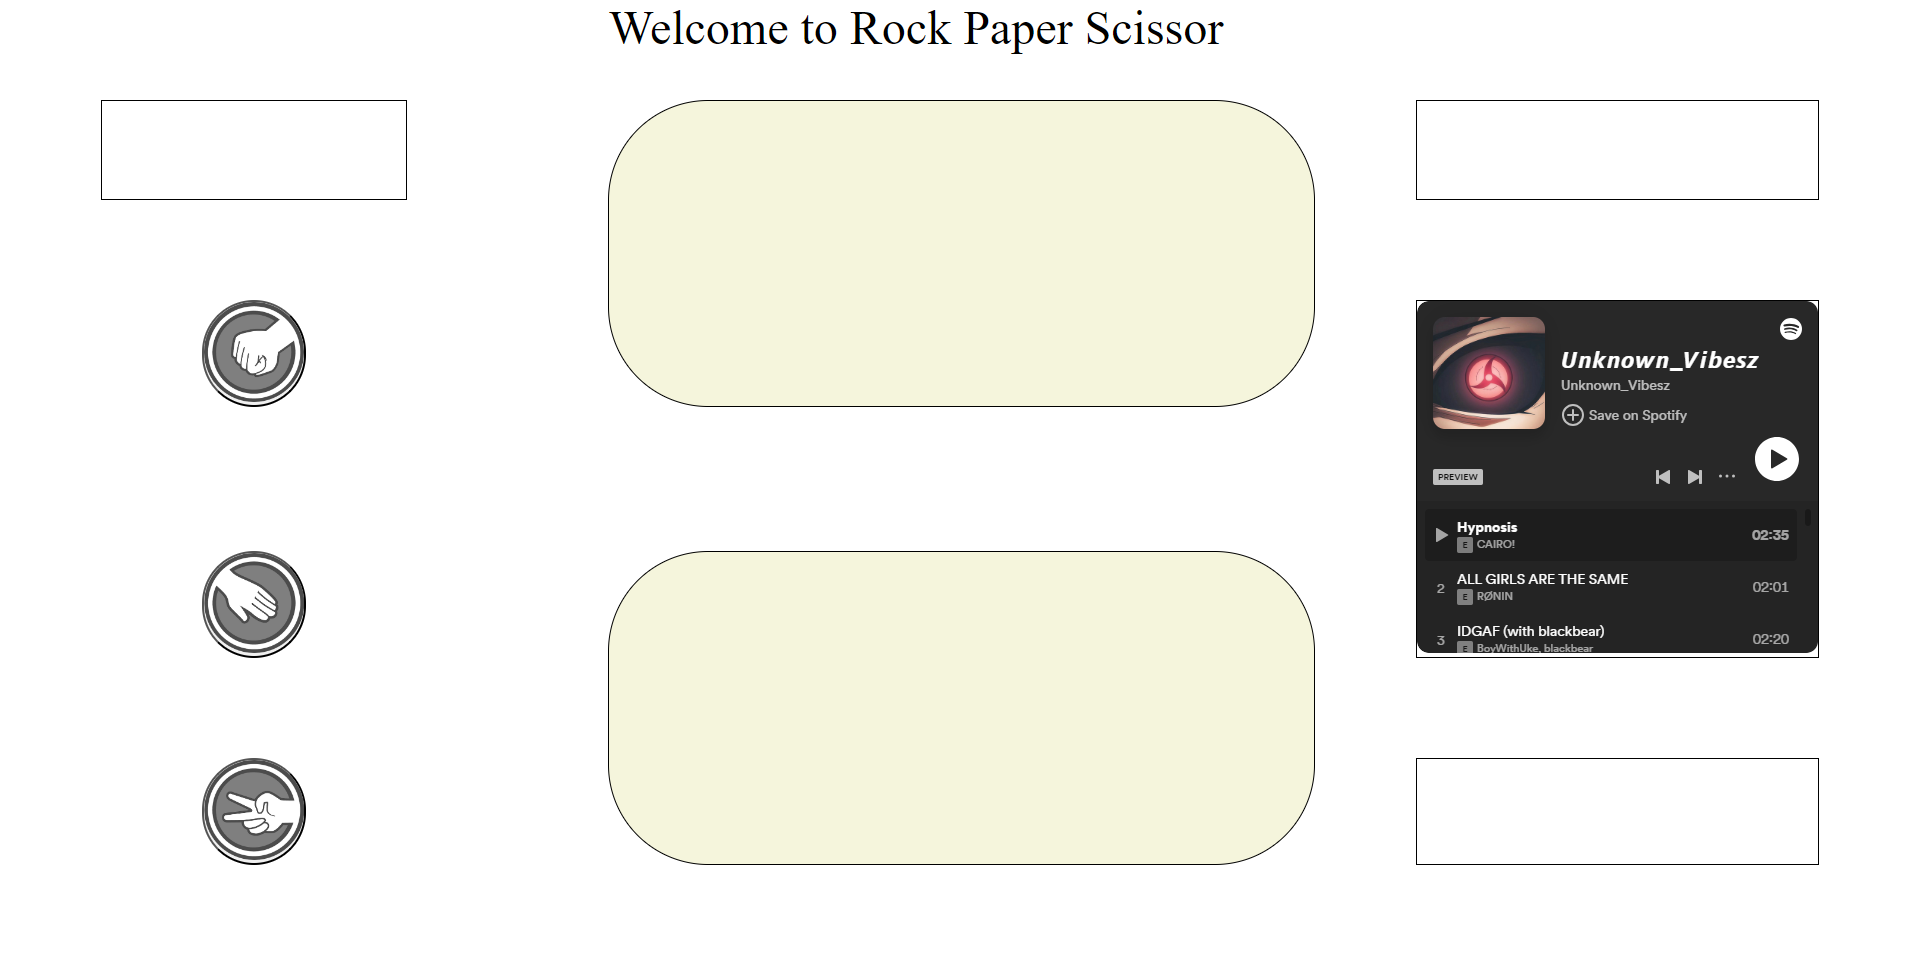 Welcome to Rock Paper Scissor
Unknown_Vibesz
Unknown_Vibesz
Save on Spotify
PREVIEW
Hypnosis
E CAIRO!
02:35
2
ALL GIRLS ARE THE SAME
E RØNIN
02:01
3
IDGAF (with blackbear)
E BoyWithUke, blackbear
02:20